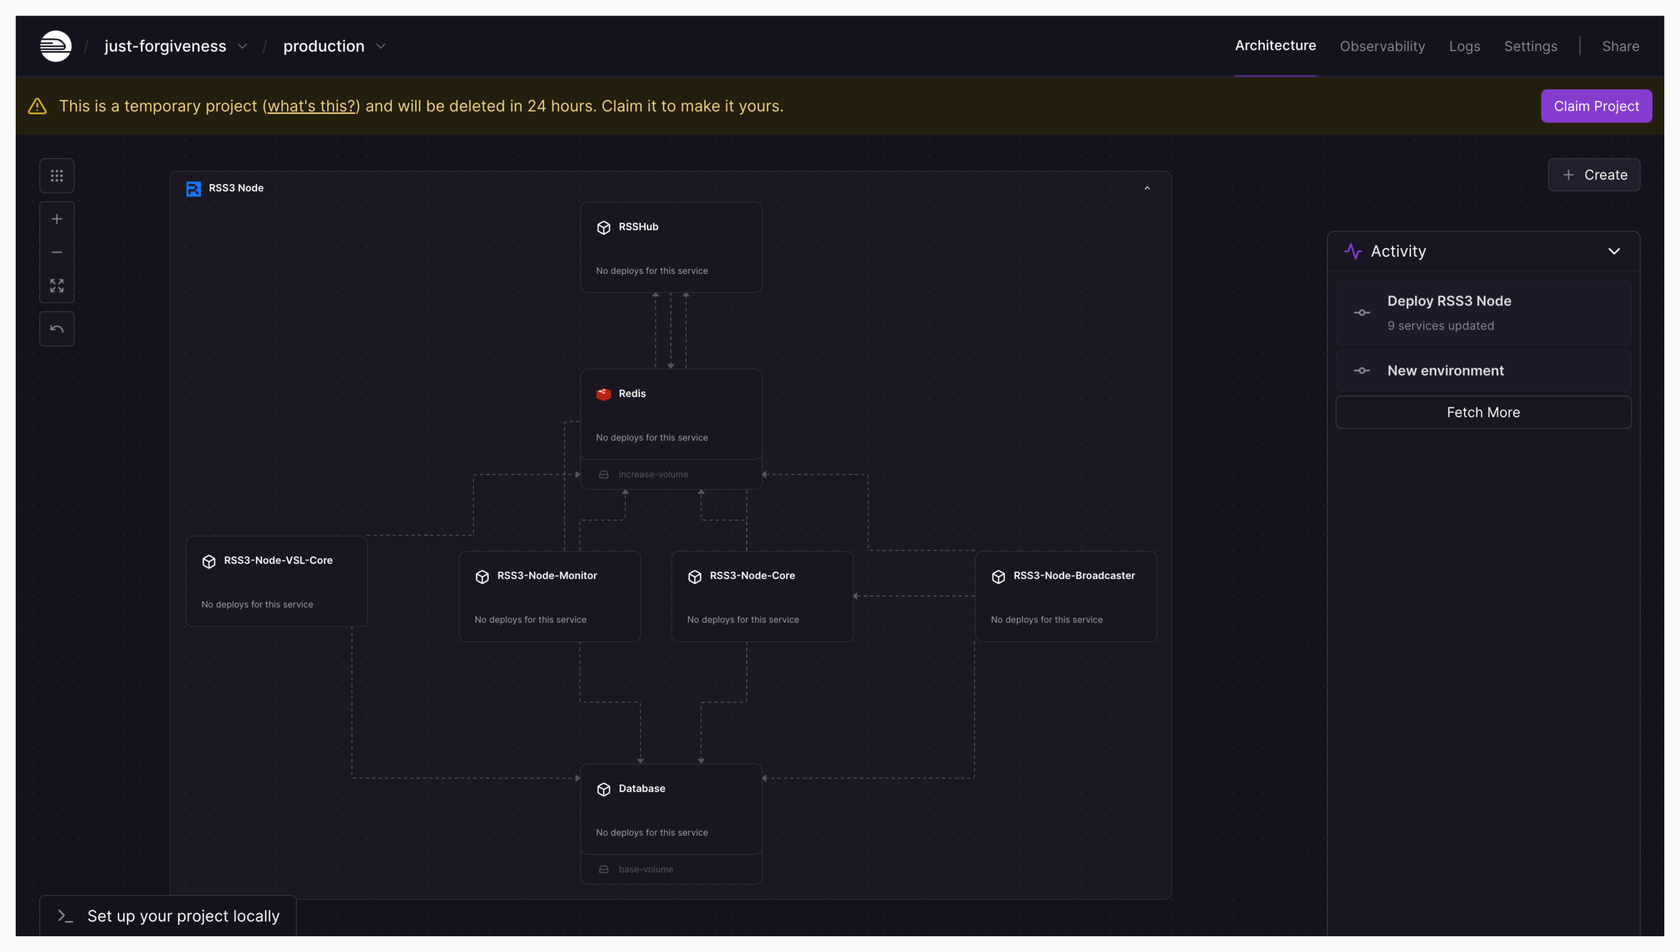 / just-forgiveness / production
Architecture Observability Logs Settings | Share
This is a temporary project (what's this?) and will be deleted in 24 hours. Claim it to make it yours.
Claim Project
+ Create
RSS3 Node
RSSHub
No deploys for this service
Redis
No deploys for this service
increase-volume
RSS3-Node-VSL-Core
No deploys for this service
RSS3-Node-Monitor
No deploys for this service
RSS3-Node-Core
No deploys for this service
RSS3-Node-Broadcaster
No deploys for this service
Database
No deploys for this service
base-volume
Activity
Deploy RSS3 Node
9 services updated
New environment
Fetch More
Set up your project locally